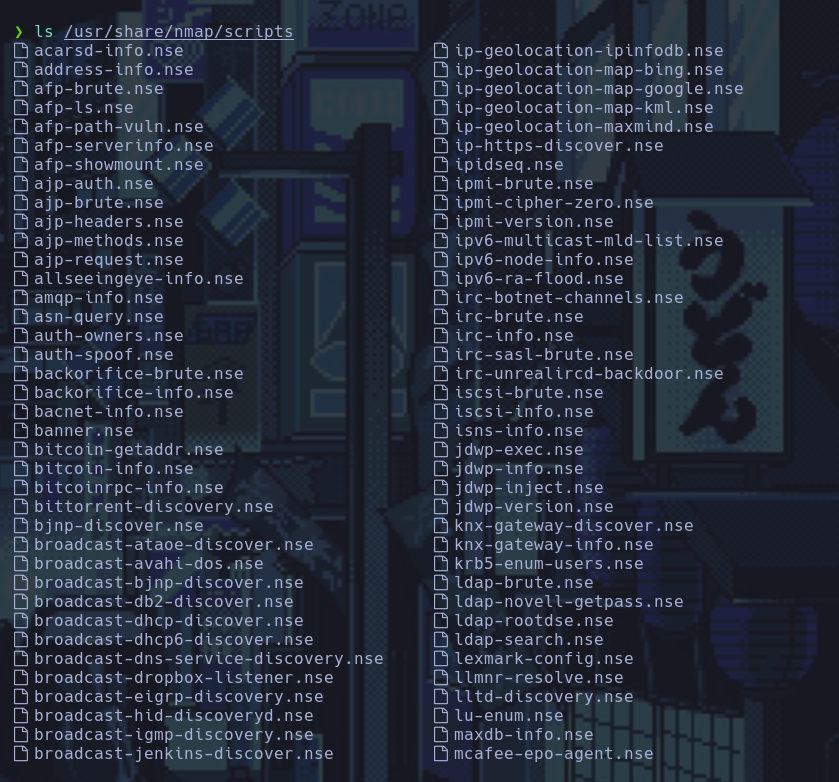 ❯ ls /usr/share/nmap/scripts
acarsd-info.nse
address-info.nse
afp-brute.nse
afp-ls.nse
afp-path-vuln.nse
afp-serverinfo.nse
afp-showmount.nse
ajp-auth.nse
ajp-brute.nse
ajp-headers.nse
ajp-methods.nse
ajp-request.nse
allseeingeye-info.nse
amqp-info.nse
asn-query.nse
auth-owners.nse
auth-spoof.nse
backorifice-brute.nse
backorifice-info.nse
bacnet-info.nse
banner.nse
bitcoin-getaddr.nse
bitcoin-info.nse
bitcoinrpc-info.nse
bittorrent-discovery.nse
bjnp-discover.nse
broadcast-ataoe-discover.nse
broadcast-avahi-dos.nse
broadcast-bjnp-discover.nse
broadcast-db2-discover.nse
broadcast-dhcp-discover.nse
broadcast-dhcp6-discover.nse
broadcast-dns-service-discovery.nse
broadcast-dropbox-listener.nse
broadcast-eigrp-discovery.nse
broadcast-hid-discoveryd.nse
broadcast-igmp-discovery.nse
broadcast-jenkins-discover.nse
ip-geolocation-ipinfodb.nse
ip-geolocation-map-bing.nse
ip-geolocation-map-google.nse
ip-geolocation-map-kml.nse
ip-geolocation-maxmind.nse
ip-https-discover.nse
ipidseq.nse
ipmi-brute.nse
ipmi-cipher-zero.nse
ipmi-version.nse
ipv6-multicast-mld-list.nse
ipv6-node-info.nse
ipv6-ra-flood.nse
irc-botnet-channels.nse
irc-brute.nse
irc-info.nse
irc-sasl-brute.nse
irc-unrealircd-backdoor.nse
iscsi-brute.nse
iscsi-info.nse
isns-info.nse
jdwp-exec.nse
jdwp-info.nse
jdwp-inject.nse
jdwp-version.nse
knx-gateway-discover.nse
knx-gateway-info.nse
krb5-enum-users.nse
ldap-brute.nse
ldap-novell-getpass.nse
ldap-rootdse.nse
ldap-search.nse
lexmark-config.nse
llmnr-resolve.nse
lltd-discovery.nse
lu-enum.nse
maxdb-info.nse
mcafee-epo-agent.nse
ZONA
BAR
うどん